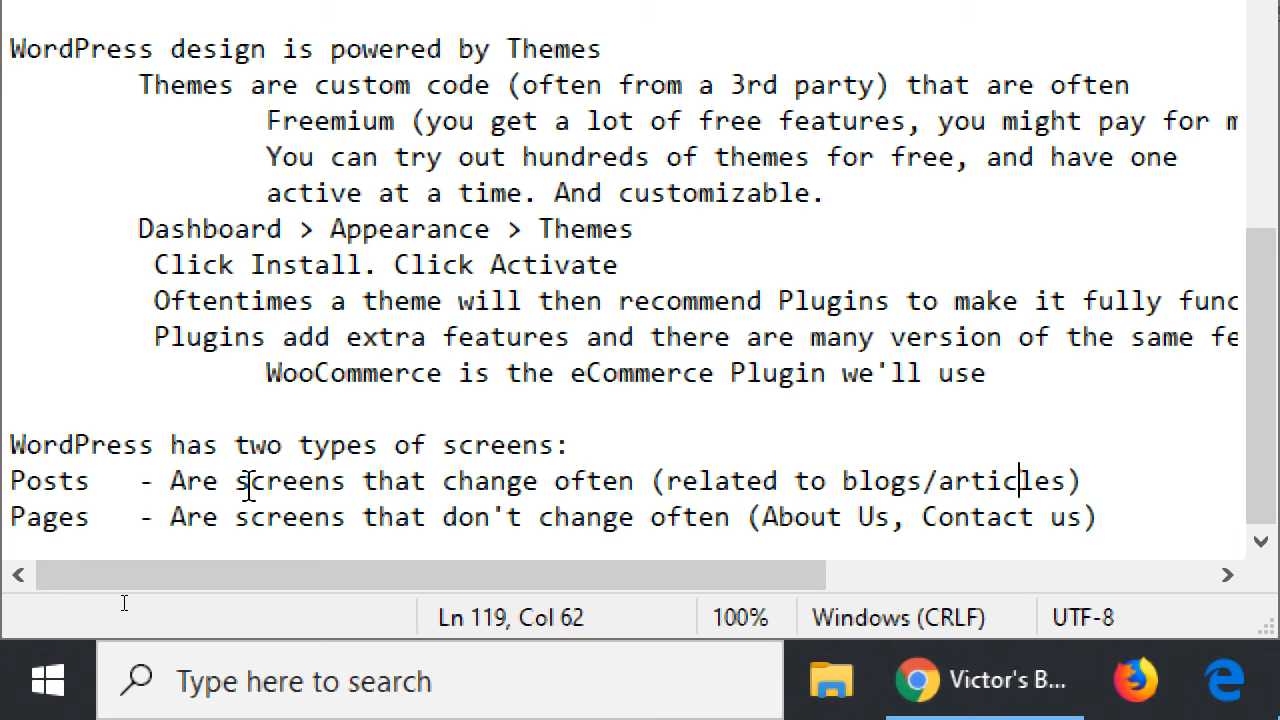 WordPress design is powered by Themes
Themes are custom code (often from a 3rd party) that are often
Freemium (you get a lot of free features, you might pay for m
You can try out hundreds of themes for free, and have one
active at a time. And customizable.
Dashboard > Appearance > Themes
Click Install. Click Activate
Oftentimes a theme will then recommend Plugins to make it fully func
Plugins add extra features and there are many version of the same fe
WooCommerce is the eCommerce Plugin we'll use
WordPress has two types of screens:
Posts - Are screens that change often (related to blogs/articles)
Pages - Are screens that don't change often (About Us, Contact us)
Ln 119, Col 62 100% Windows (CRLF) UTF-8
Type here to search Victor's B...